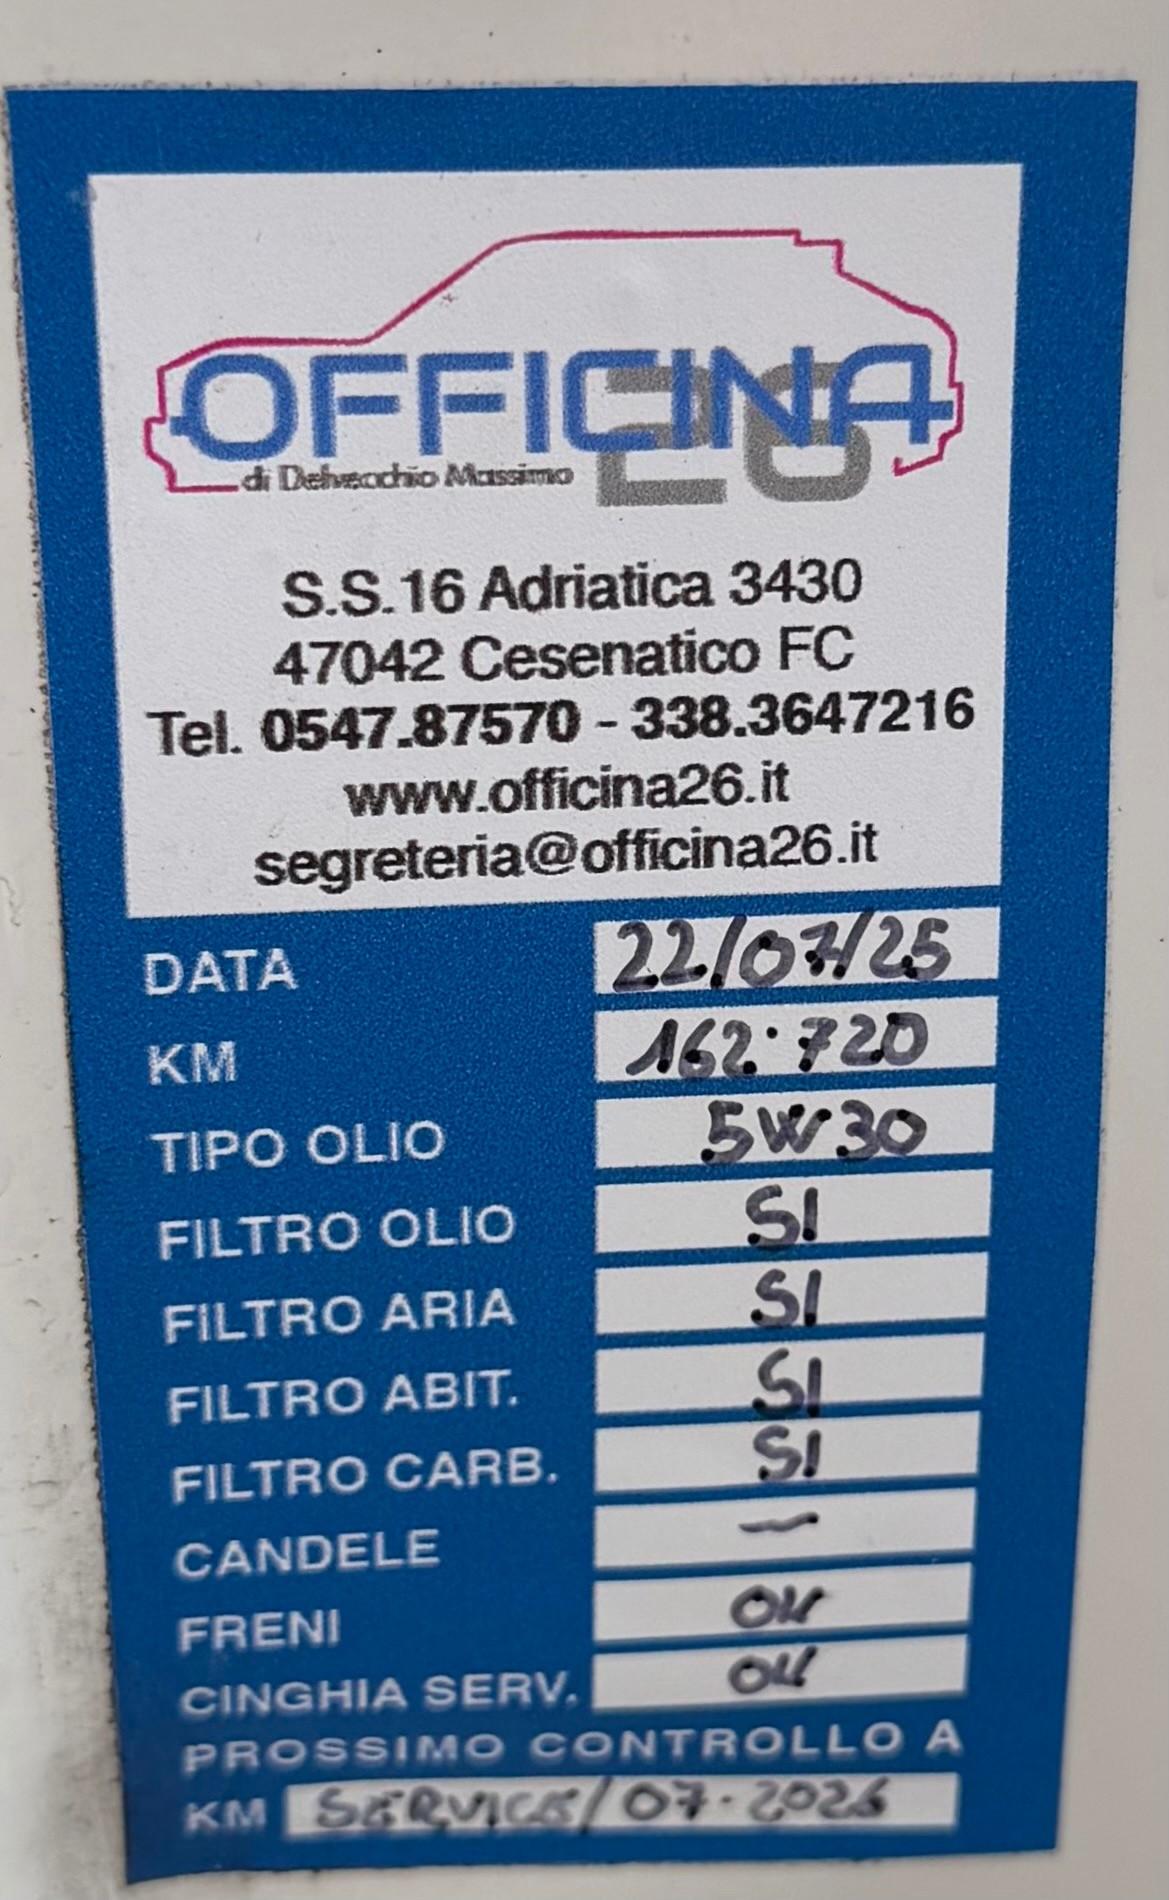 OFFICINA 26
di Delvecchio Massimo
S.S.16 Adriatica 3430
47042 Cesenatico FC
Tel. 0547.87570 - 338.3647216
www.officina26.it
segreteria@officina26.it
DATA 22/07/25
KM 162.720
TIPO OLIO 5W30
FILTRO OLIO SI
FILTRO ARIA SI
FILTRO ABIT. SI
FILTRO CARB. SI
CANDELE —
FRENI OK
CINGHIA SERV. OK
PROSSIMO CONTROLLO A
KM SERVICE/07.2026